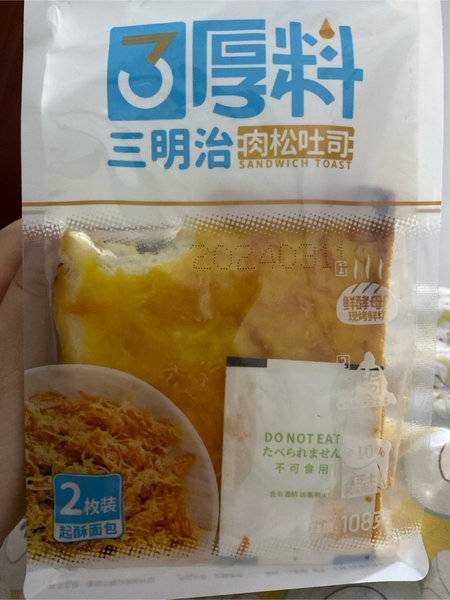 厚料
三明治
肉松吐司
SANDWICH TOAST
鲜酵母
现烤鲜
DO NOT EAT
たべられません
不可食用
10%
2枚装
起酥面包
108